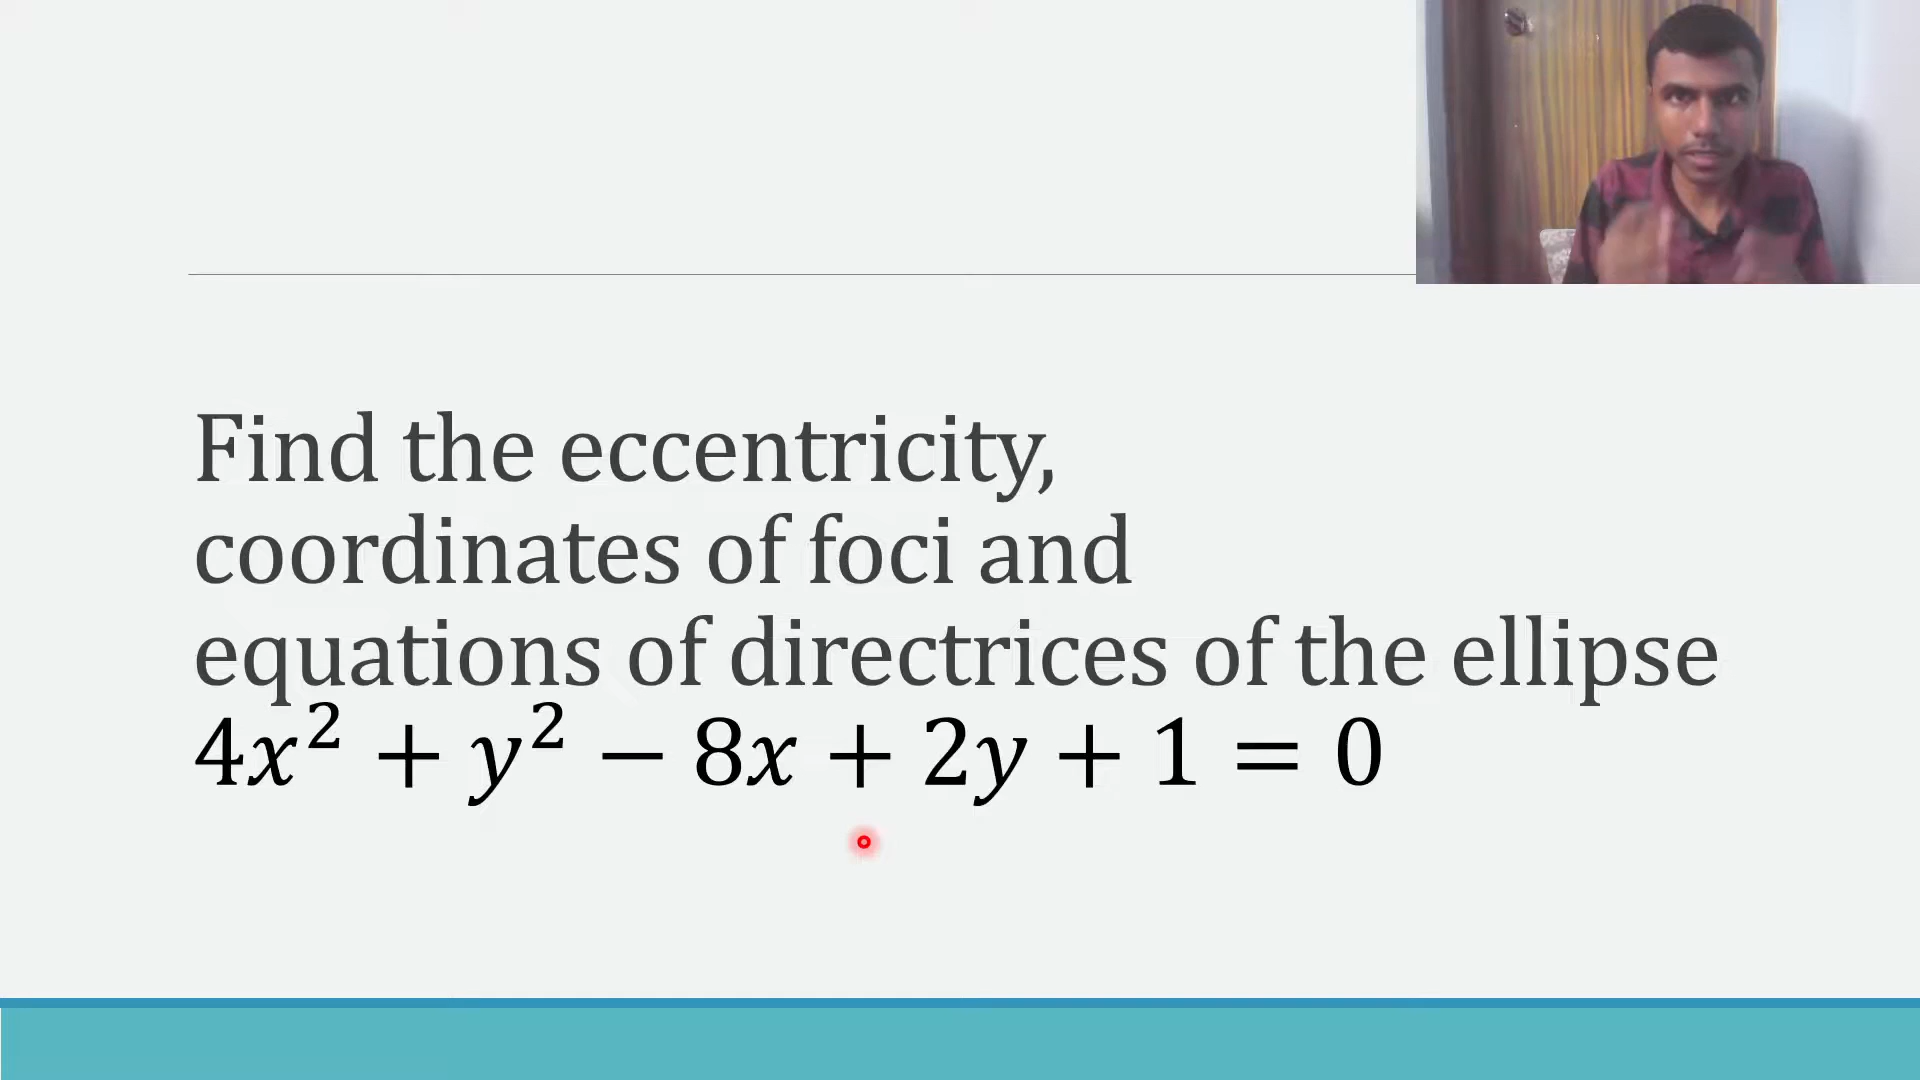 Find the eccentricity,
coordinates of foci and
equations of directrices of the ellipse
4𝑥² + 𝑦² − 8𝑥 + 2𝑦 + 1 = 0